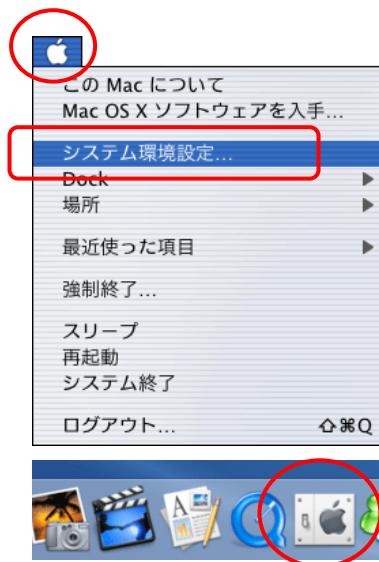 この Mac について
Mac OS X ソフトウェアを入手...
システム環境設定...
Dock
場所
最近使った項目
強制終了...
スリープ
再起動
システム終了
ログアウト... ⇧⌘Q